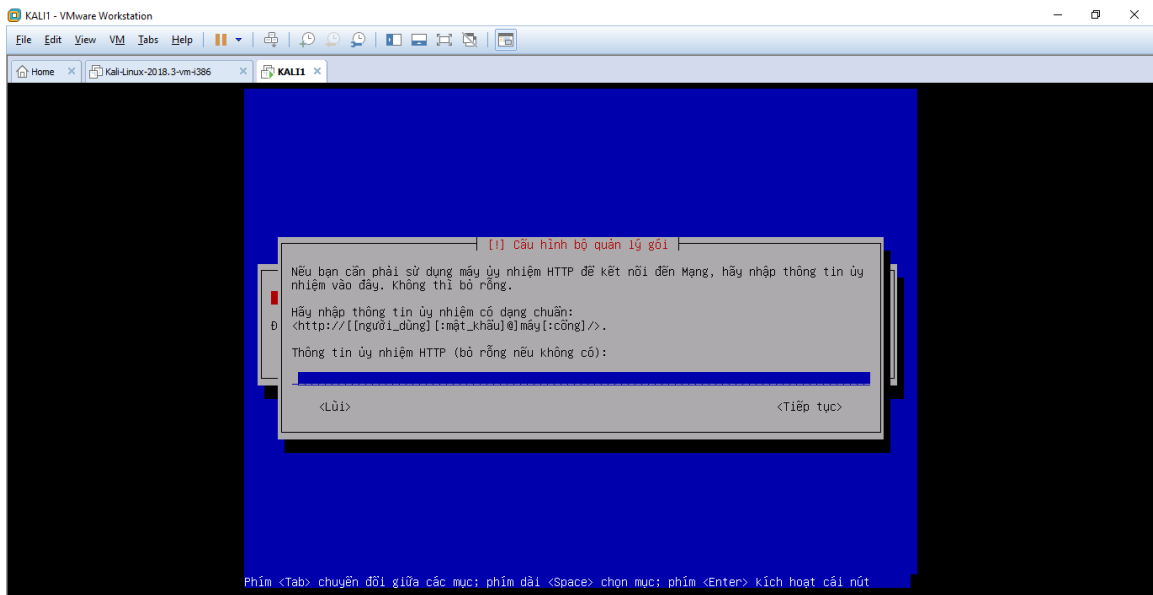 KALI1 - VMware Workstation
File Edit View VM Tabs Help
Home Kali-Linux-2018.3-vm-i386 KALI1
[!] Cấu hình bộ quản lý gói
Nếu bạn cần phải sử dụng máy ủy nhiệm HTTP để kết nối đến Mạng, hãy nhập thông tin ủy
nhiệm vào đây. Không thì bỏ rỗng.
Hãy nhập thông tin ủy nhiệm có dạng chuẩn:
Đ <http://[[người_dùng][:mật_khẩu]@]máy[:cổng]/>.
Thông tin ủy nhiệm HTTP (bỏ rỗng nếu không có):
<Lùi> <Tiếp tục>
Phím <Tab> chuyển đổi giữa các mục; phím dài <Space> chọn mục; phím <Enter> kích hoạt cái nút